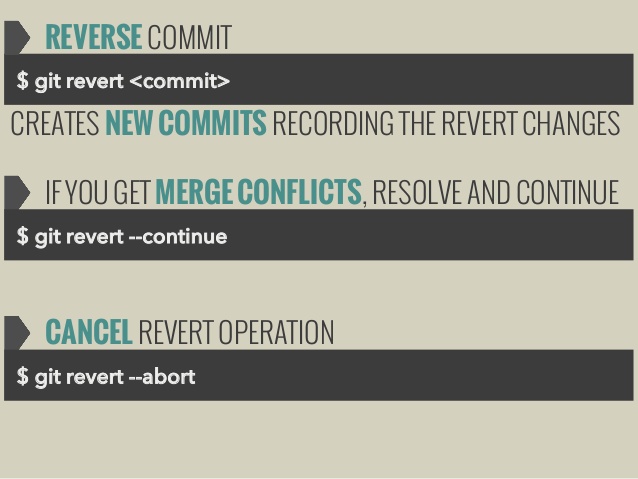 REVERSE COMMIT
$ git revert <commit>
CREATES NEW COMMITS RECORDING THE REVERT CHANGES
IF YOU GET MERGE CONFLICTS, RESOLVE AND CONTINUE
$ git revert --continue
CANCEL REVERT OPERATION
$ git revert --abort